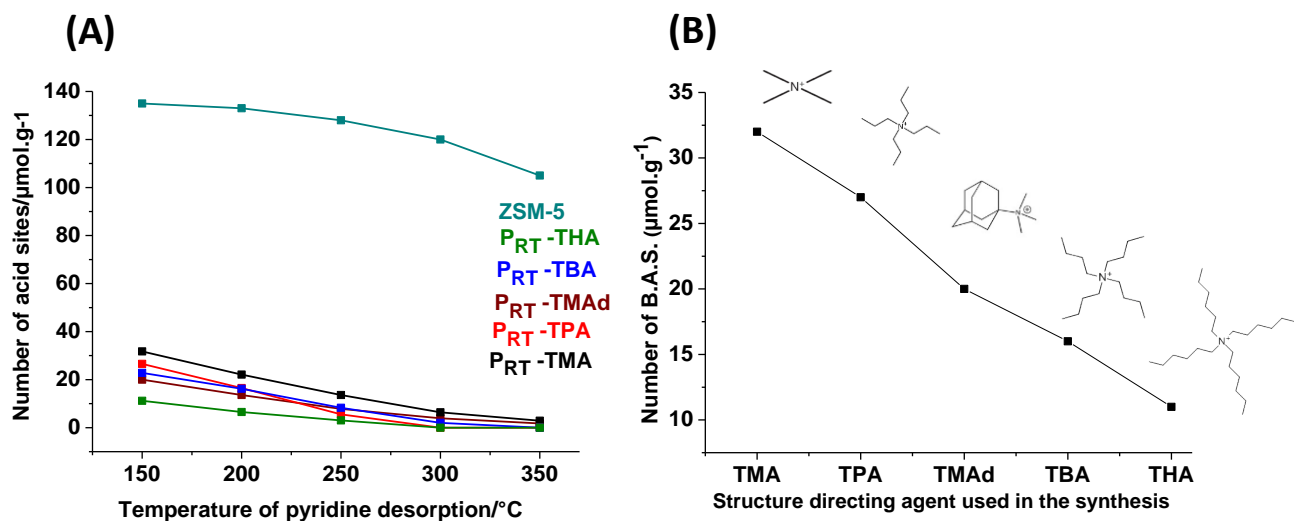 (A)
Number of acid sites/µmol.g-1
140
120
100
80
60
40
20
0
150 200 250 300 350
Temperature of pyridine desorption/°C
ZSM-5
PRT -THA
PRT -TBA
PRT -TMAd
PRT -TPA
PRT -TMA
(B)
Number of B.A.S. (µmol.g-1)
35
30
25
20
15
10
N+
N+
N⊕
N+
N+
TMA TPA TMAd TBA THA
Structure directing agent used in the synthesis